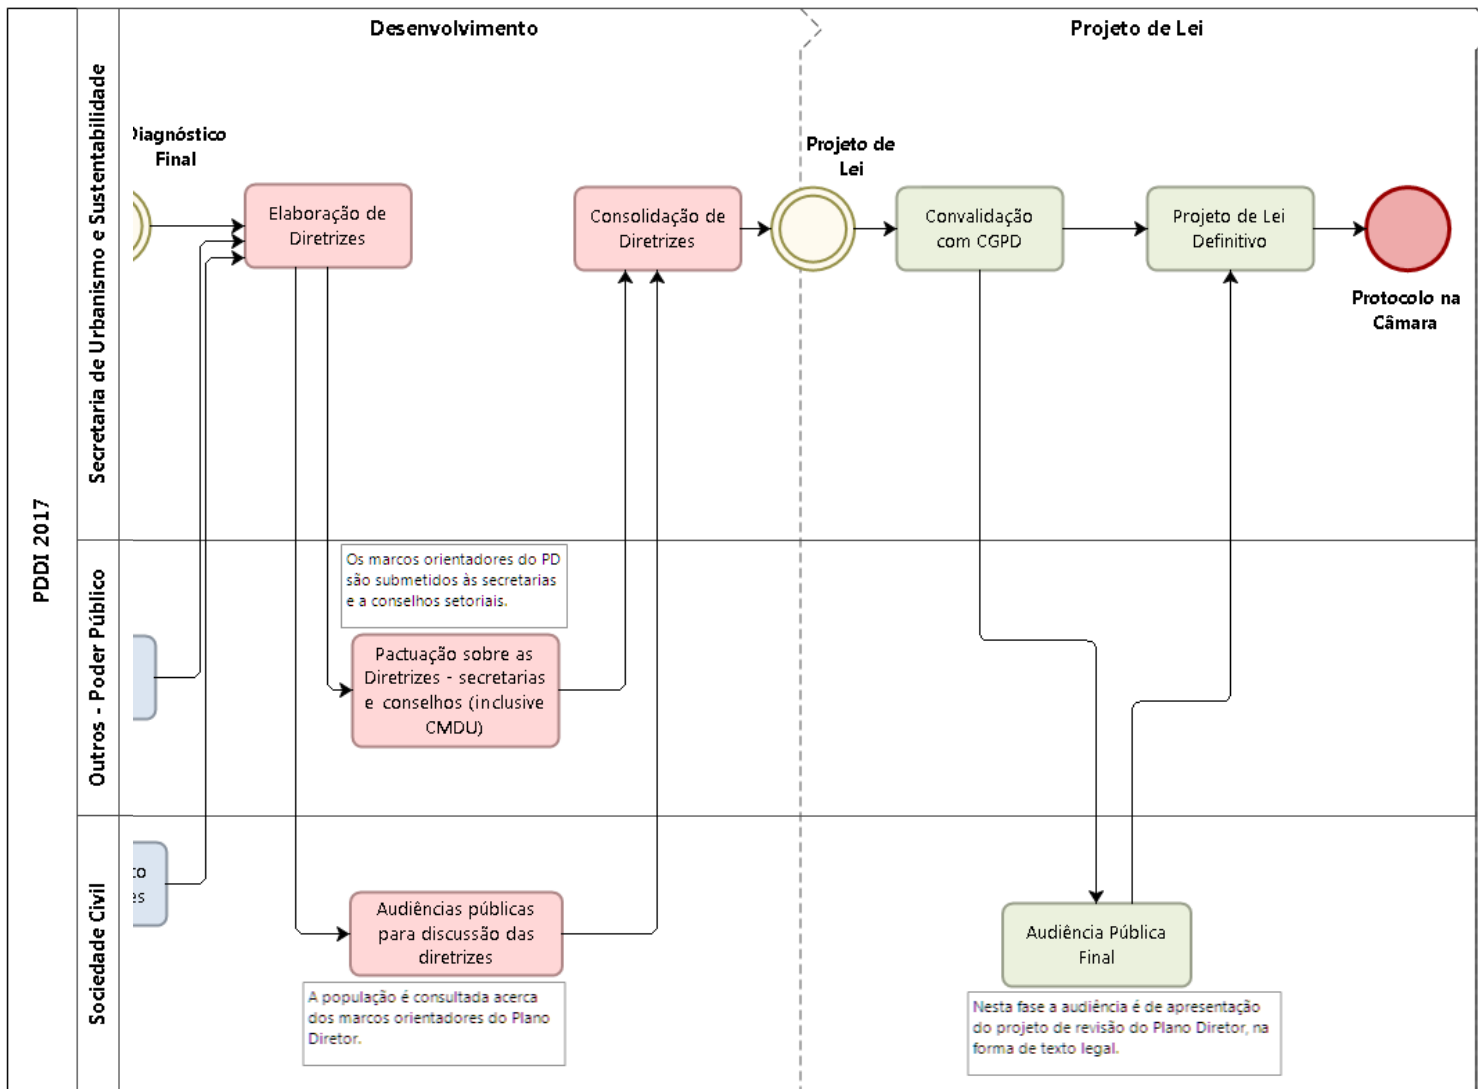 Desenvolvimento
Projeto de Lei
PDDI 2017
Secretaria de Urbanismo e Sustentabilidade
Final
Elaboração de
Diretrizes
Consolidação de
Diretrizes
Projeto de
Lei
Convalidação
com CGPD
Projeto de Lei
Definitivo
Protocolo na
Câmara
Outros - Poder Público
Os marcos orientadores do PD
são submetidos às secretarias
e a conselhos setoriais.
Pactuação sobre as
Diretrizes - secretarias
e conselhos (inclusive
CMDU)
Sociedade Civil
Audiências públicas
para discussão das
diretrizes
A população é consultada acerca
dos marcos orientadores do Plano
Diretor.
Audiência Pública
Final
Nesta fase a audiência é de apresentação
do projeto de revisão do Plano Diretor, na
forma de texto legal.